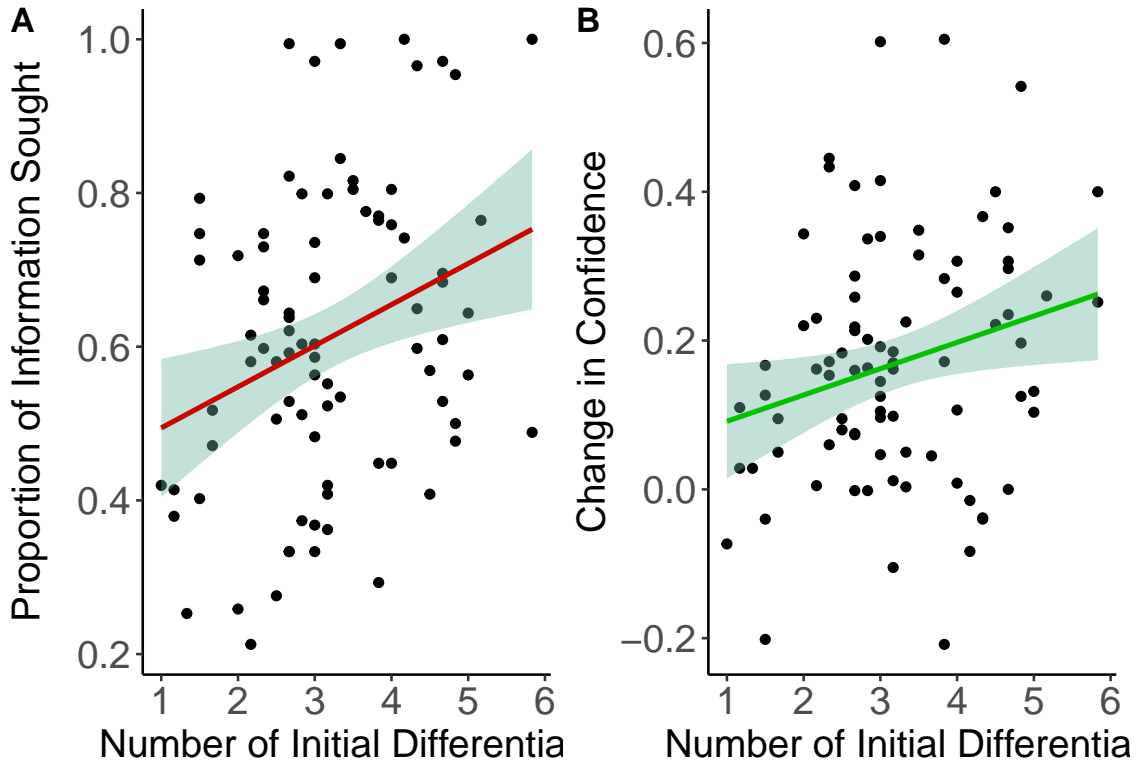 A
Proportion of Information Sought
1.0
0.8
0.6
0.4
0.2
1 2 3 4 5 6
Number of Initial Differentia
B
Change in Confidence
0.6
0.4
0.2
0.0
−0.2
1 2 3 4 5 6
Number of Initial Differentia